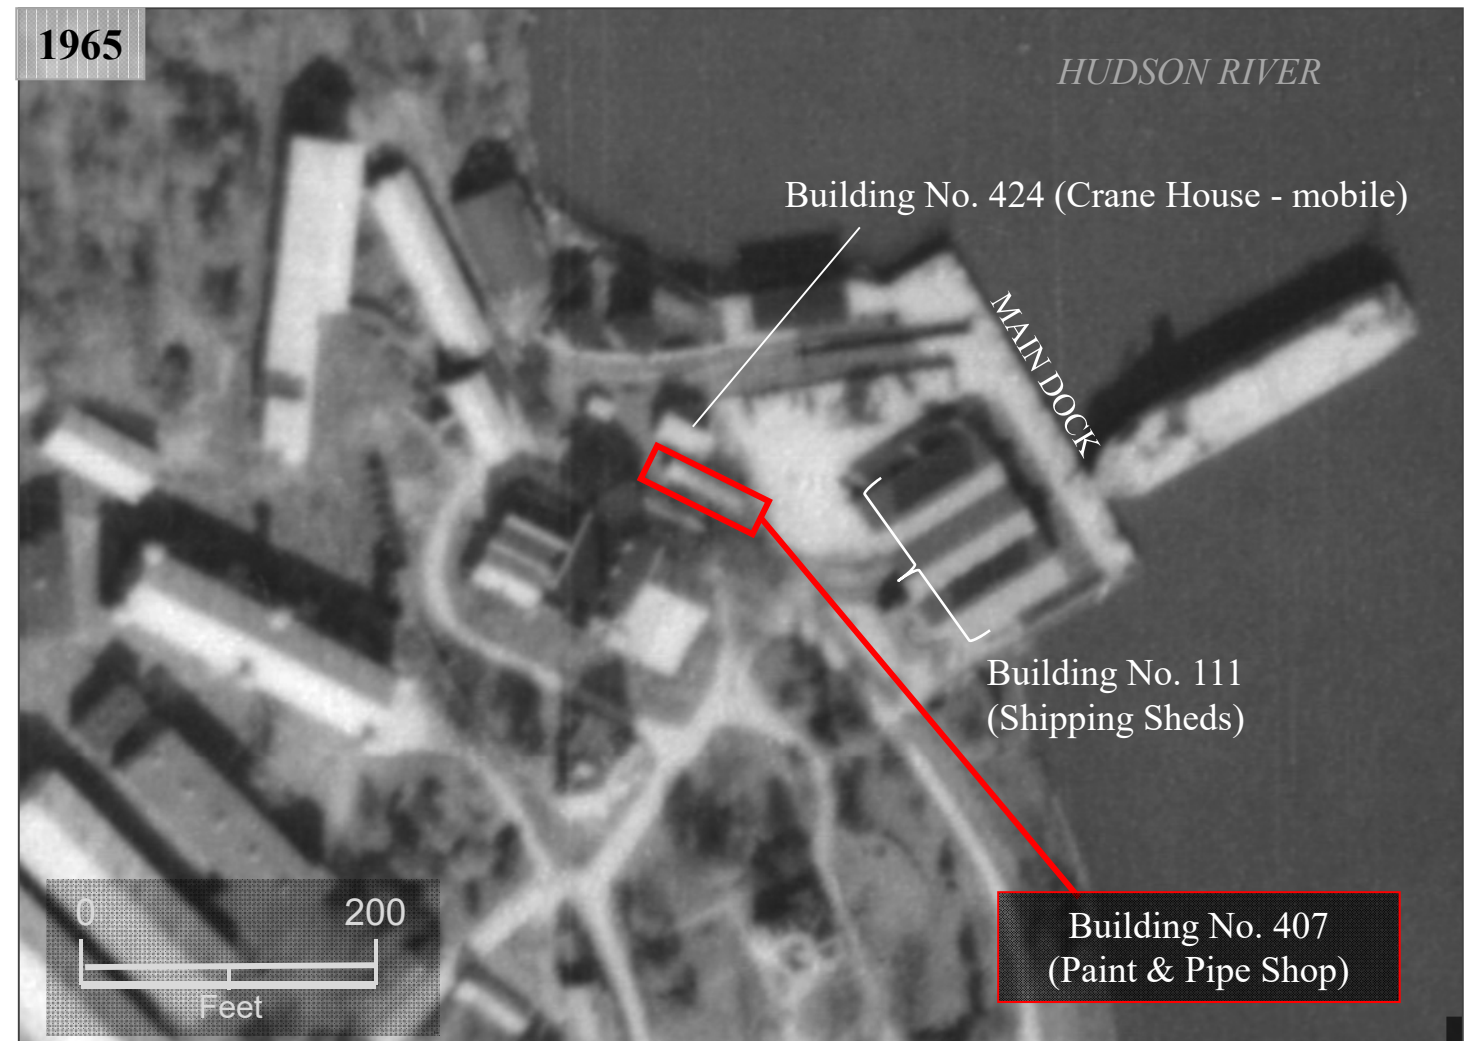 1965
HUDSON RIVER
Building No. 424 (Crane House - mobile)
MAIN DOCK
Building No. 111
(Shipping Sheds)
Building No. 407
(Paint & Pipe Shop)
0 200
Feet